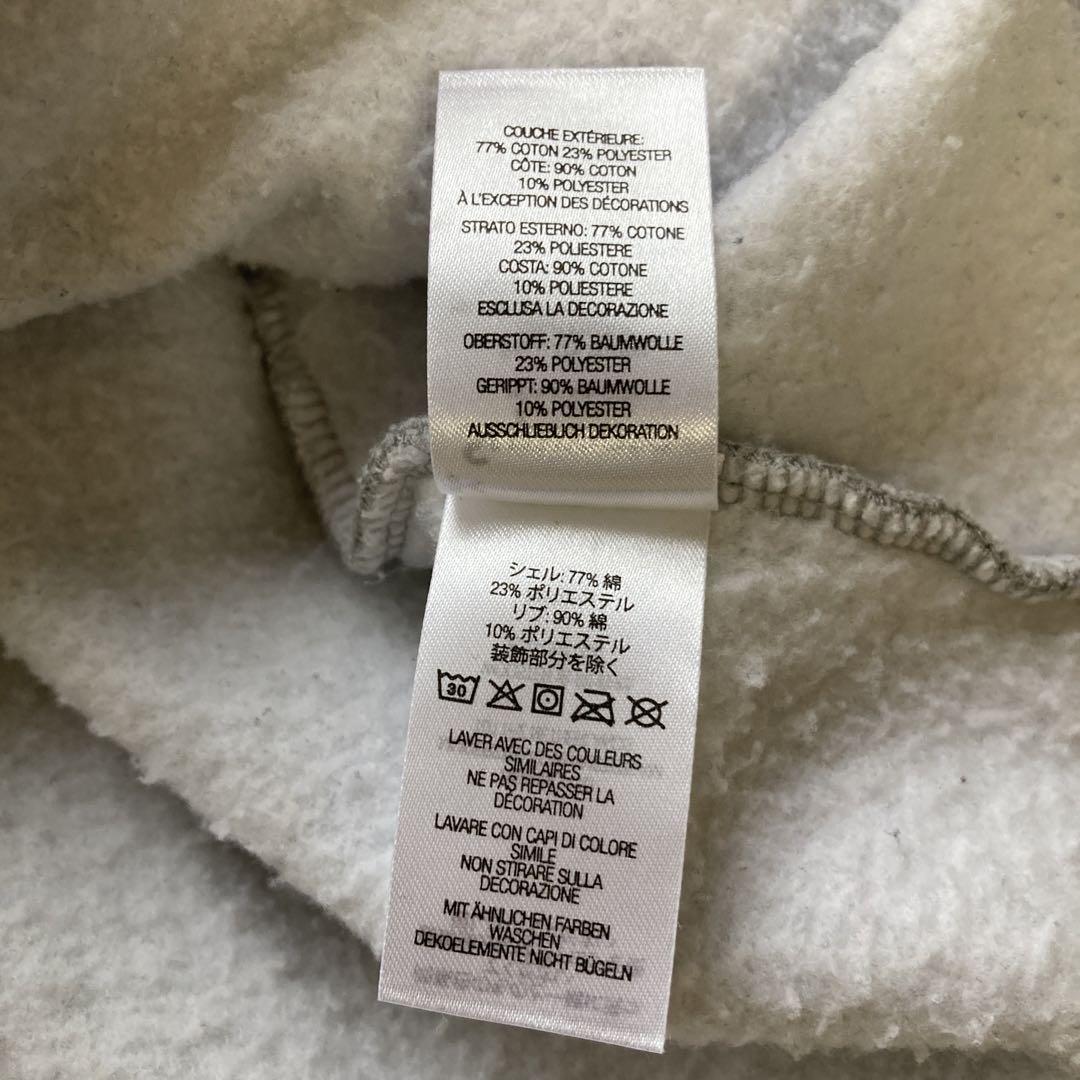 COUCHE EXTÉRIEURE:
77% COTON 23% POLYESTER
CÔTE: 90% COTON
10% POLYESTER
À L'EXCEPTION DES DÉCORATIONS
STRATO ESTERNO: 77% COTONE
23% POLIESTERE
COSTA: 90% COTONE
10% POLIESTERE
ESCLUSA LA DECORAZIONE
OBERSTOFF: 77% BAUMWOLLE
23% POLYESTER
GERIPPT: 90% BAUMWOLLE
10% POLYESTER
AUSSCHLIEBLICH DEKORATION
シェル: 77% 綿
23% ポリエステル
リブ: 90% 綿
10% ポリエステル
装飾部分を除く
30
LAVER AVEC DES COULEURS
SIMILAIRES
NE PAS REPASSER LA
DÉCORATION
LAVARE CON CAPI DI COLORE
SIMILE
NON STIRARE SULLA
DECORAZIONE
MIT ÄHNLICHEN FARBEN
WASCHEN
DEKOELEMENTE NICHT BÜGELN